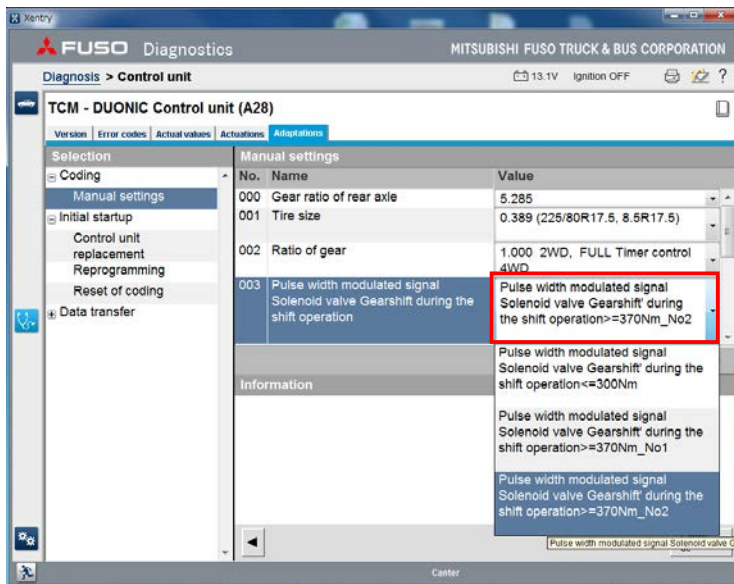 Xentry
FUSO Diagnostics
MITSUBISHI FUSO TRUCK & BUS CORPORATION
Diagnosis > Control unit
13.1V Ignition OFF
?
TCM - DUONIC Control unit (A28)
Version Error codes Actual values Actuations Adaptations
Selection
Coding
Manual settings
Initial startup
Control unit
replacement
Reprogramming
Reset of coding
Data transfer
Manual settings
No. Name Value
000 Gear ratio of rear axle 5.285
001 Tire size 0.389 (225/80R17.5, 8.5R17.5)
002 Ratio of gear 1.000 2WD, FULL Timer control
4WD
003 Pulse width modulated signal
Solenoid valve Gearshift during the
shift operation
Pulse width modulated signal
Solenoid valve Gearshift' during
the shift operation>=370Nm_No2
Pulse width modulated signal
Solenoid valve Gearshift' during the
shift operation<=300Nm
Pulse width modulated signal
Solenoid valve Gearshift' during the
shift operation>=370Nm_No1
Pulse width modulated signal
Solenoid valve Gearshift' during the
shift operation>=370Nm_No2
Information
Pulse width modulated signal Solenoid valve G
Canter